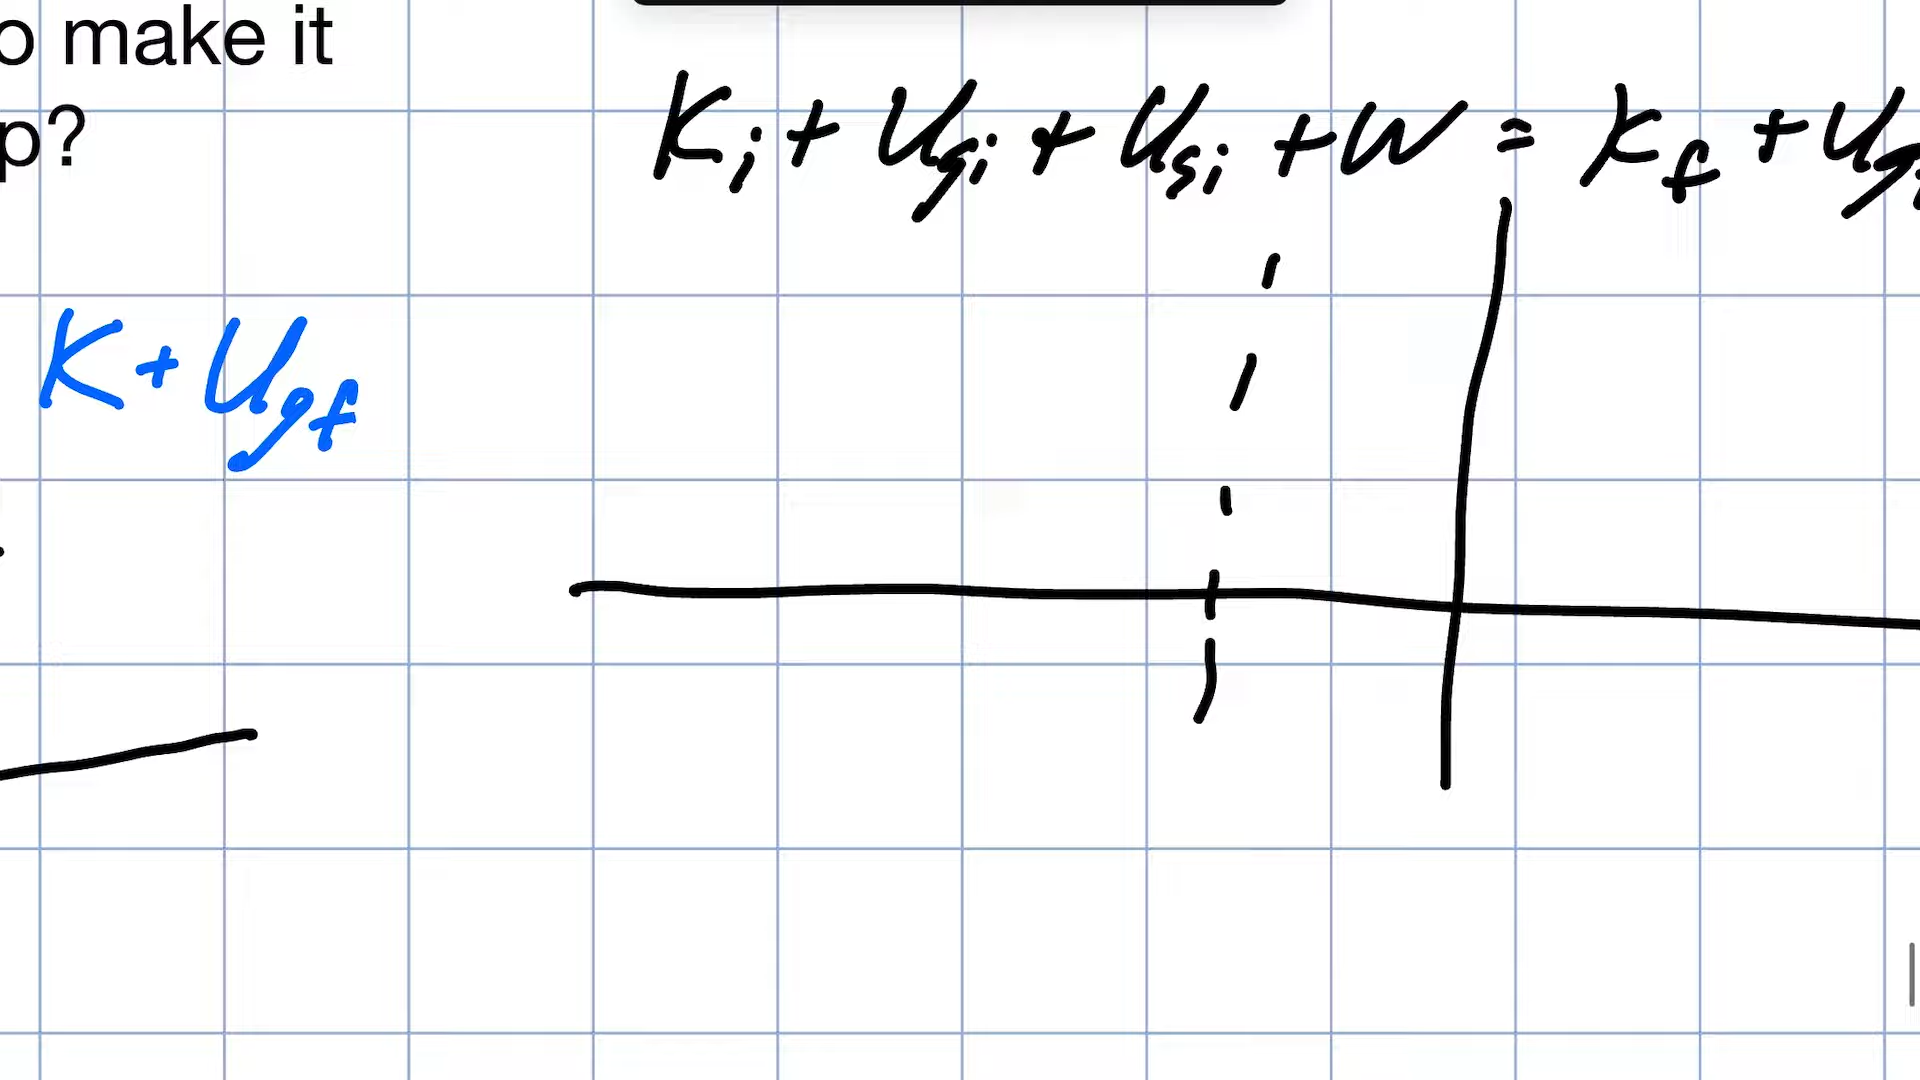 o make it
p?
Ki + Ugi + Usi + W = Kf + Ug
K + Ugf